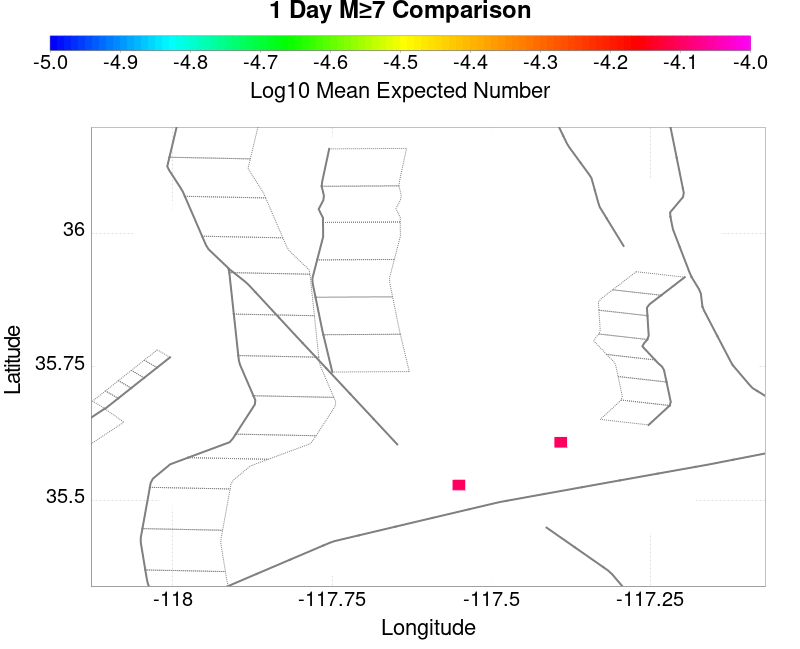 1 Day M≥7 Comparison
-5.0 -4.9 -4.8 -4.7 -4.6 -4.5 -4.4 -4.3 -4.2 -4.1 -4.0
Log10 Mean Expected Number
36
35.75
35.5
Latitude
-118 -117.75 -117.5 -117.25
Longitude